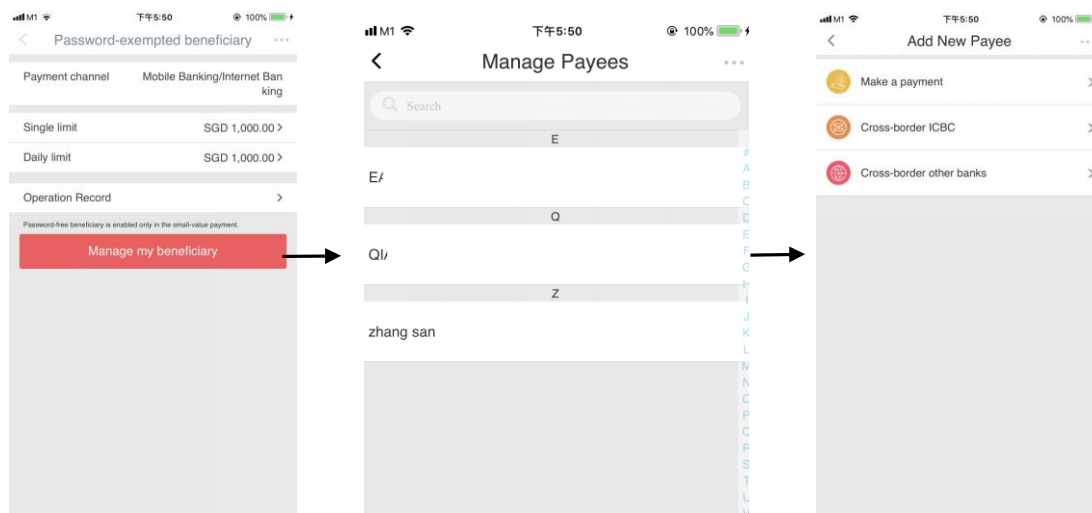 M1
下午5:50
100%
Password-exempted beneficiary
Payment channel
Mobile Banking/Internet Ban
king
Single limit
SGD 1,000.00
Daily limit
SGD 1,000.00
Operation Record
Password-free beneficiary is enabled only in the small-value payment.
Manage my beneficiary
M1
下午5:50
100%
Manage Payees
Search
E
Q
Z
zhang san
#
A
B
C
D
E
F
G
H
I
J
K
L
M
N
O
P
Q
R
S
T
U
M1
下午5:50
100%
Add New Payee
Make a payment
Cross-border ICBC
Cross-border other banks